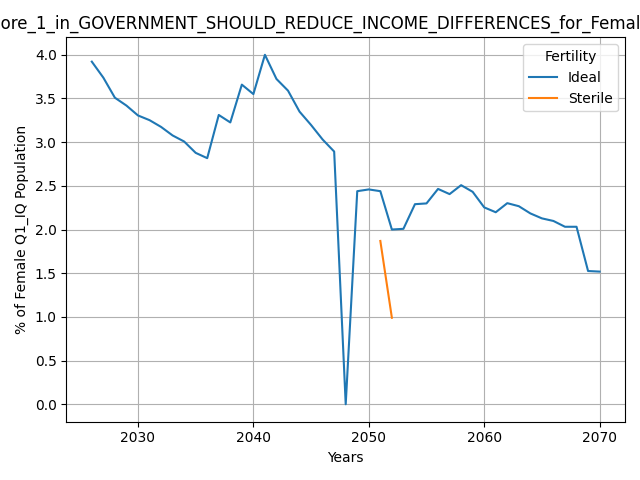 ore_1_in_GOVERNMENT_SHOULD_REDUCE_INCOME_DIFFERENCES_for_Femal
4.0
3.5
3.0
2.5
2.0
1.5
1.0
0.5
0.0
% of Female Q1_IQ Population
Fertility
Ideal
Sterile
2030 2040 2050 2060 2070
Years